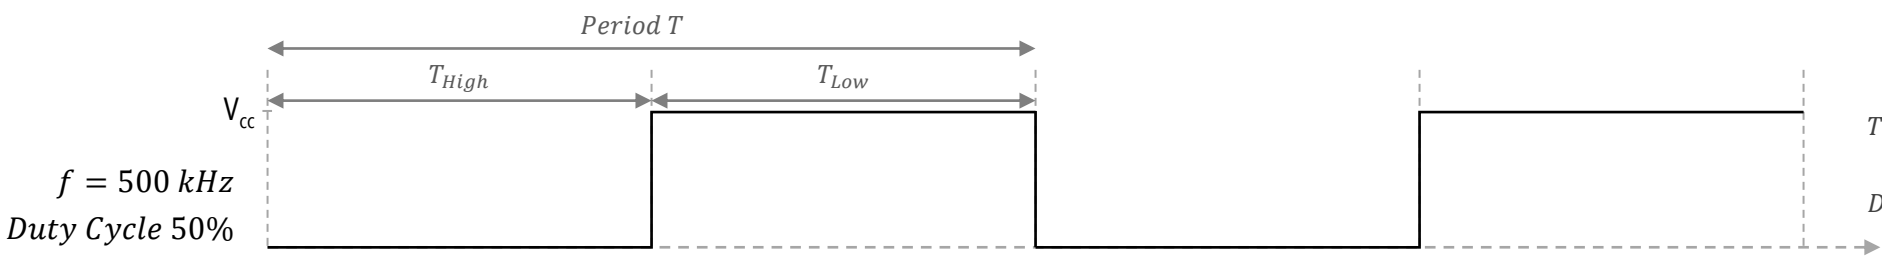 Period T
T_High T_Low
V_cc
T
f = 500 kHz
D
Duty Cycle 50%